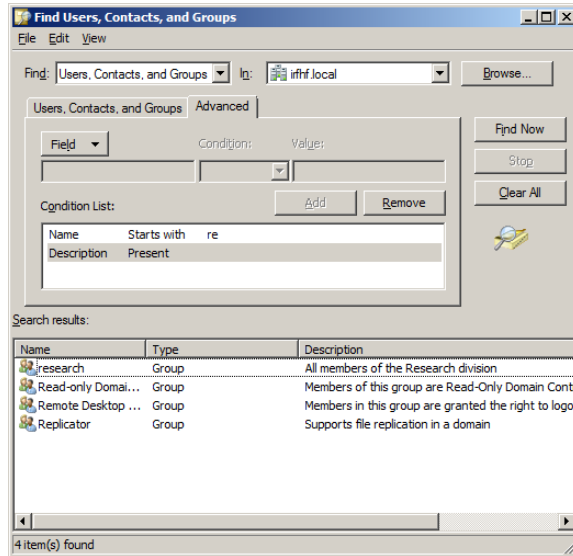 Find Users, Contacts, and Groups
File Edit View
Find: Users, Contacts, and Groups In: irfhf.local Browse...
Users, Contacts, and Groups Advanced
Find Now
Field Condition: Value:
Stop
Clear All
Condition List: Add Remove
Name Starts with re
Description Present
Search results:
Name Type Description
research Group All members of the Research division
Read-only Domai... Group Members of this group are Read-Only Domain Cont
Remote Desktop ... Group Members in this group are granted the right to logo
Replicator Group Supports file replication in a domain
4 item(s) found